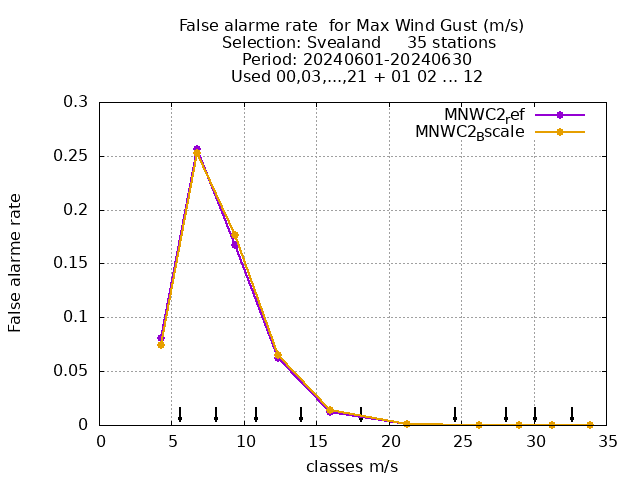 False alarme rate  for Max Wind Gust (m/s)
Selection: Svealand     35 stations
Period: 20240601-20240630
Used 00,03,...,21 + 01 02 ... 12
MNWC2ref
MNWC2Bscale
False alarme rate
0.3
0.25
0.2
0.15
0.1
0.05
0
0 5 10 15 20 25 30 35
classes m/s